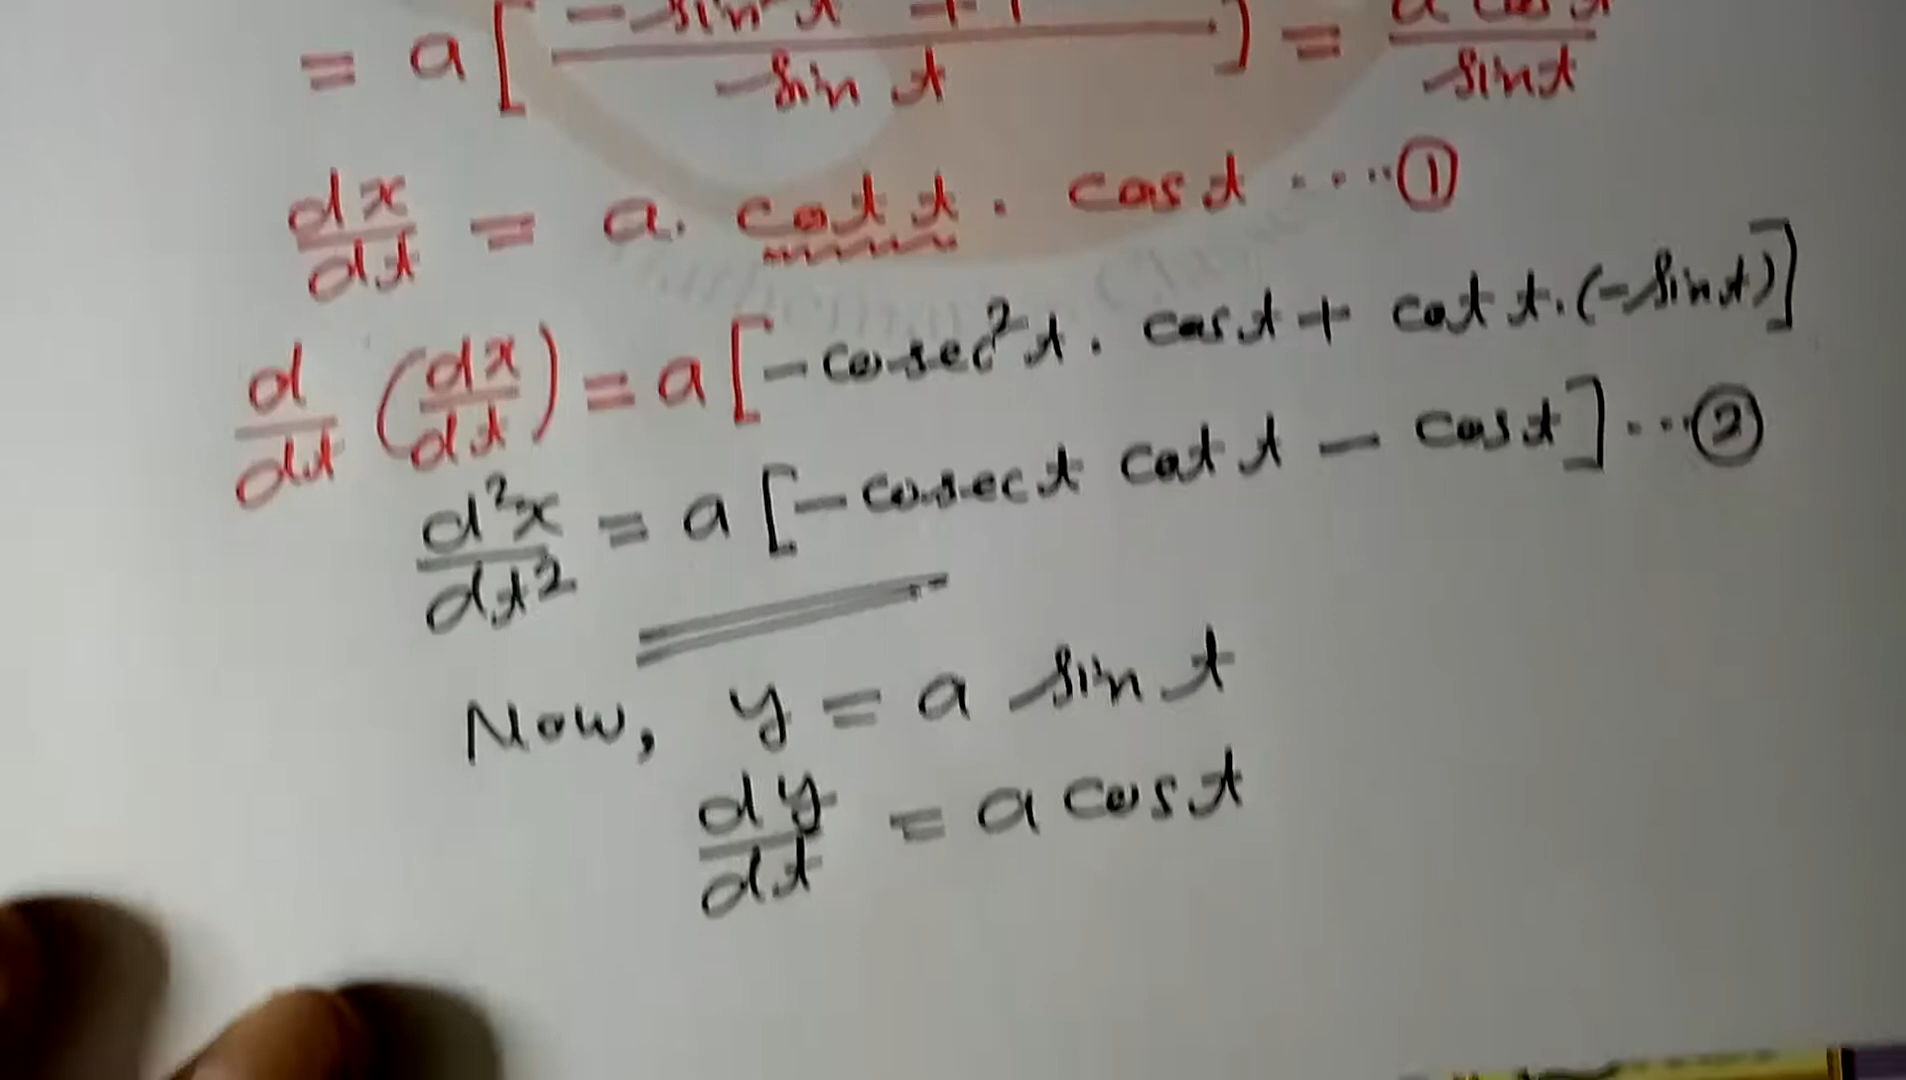 = a [ (-sin²t + 1) / sin t ] = a cos²t / sin t
dx/dt = a. cot t . cos t ....①
d/dt (dx/dt) = a [ -cosec²t . cos t + cot t . (-sin t) ]
d²x/dt² = a [ -cosec t cot t - cos t ] ...②
Now, y = a sin t
dy/dt = a cos t